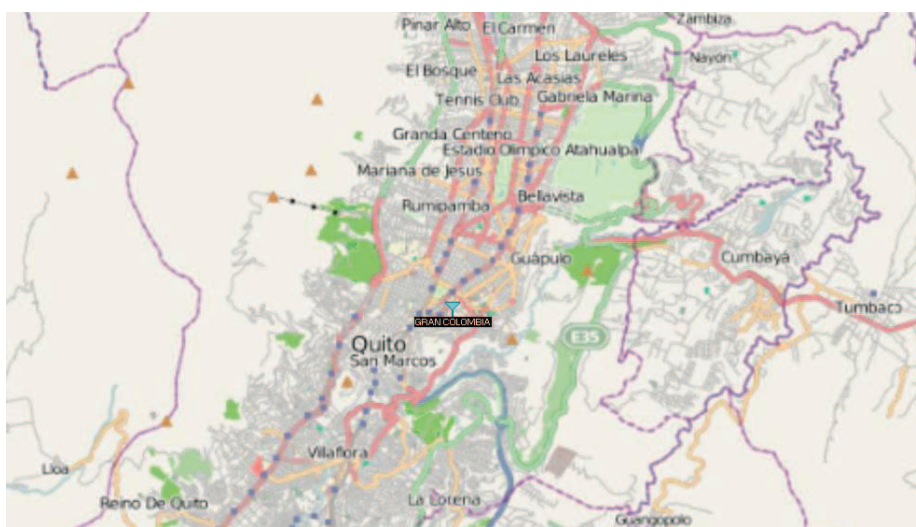 Pinar Alto
El Carmen
Zambiza
Los Laureles
Nayon
El Bosque
Las Acasias
Tennis Club
Gabriela Marina
Granda Centeno
Estadio Olimpico Atahualpa
Mariana de Jesus
Bellavista
Rumipamba
Guápulo
Cumbayá
Tumbaco
GRAN COLOMBIA
E35
Quito
San Marcos
Villaflora
Lloa
Reino De Quito
La Lorena
Guangopolo